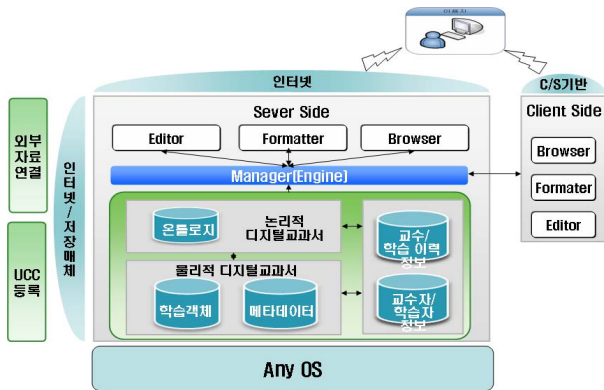 이용자
인터넷
C/S기반
외부
자료
연결
UCC
등록
인터넷/저장매체
Sever Side
Editor
Formatter
Browser
Manager(Engine)
온톨로지
논리적
디지털교과서
물리적 디지털교과서
학습객체
메타데이터
교수/
학습 이력
정보
교수자/
학습자
정보
Client Side
Browser
Formater
Editor
Any OS